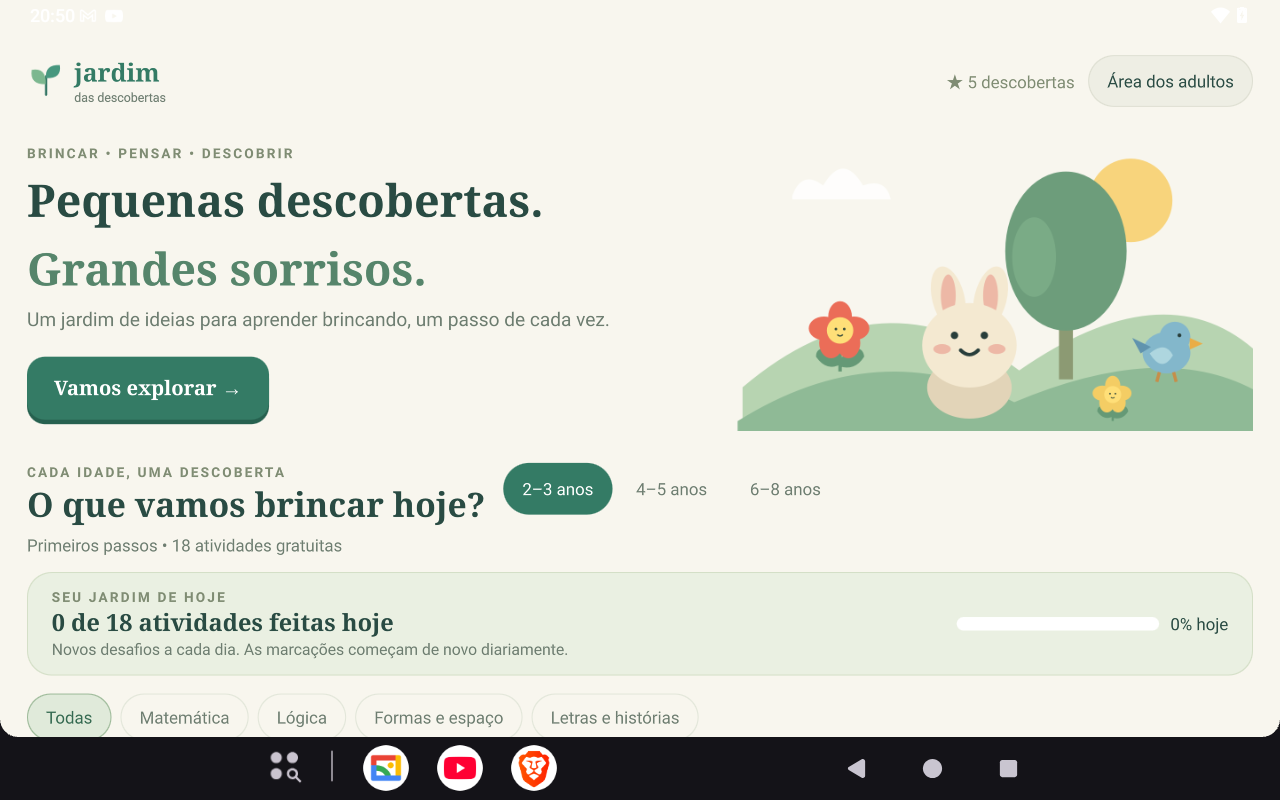 20:50
jardim
das descobertas
★ 5 descobertas
Área dos adultos
BRINCAR • PENSAR • DESCOBRIR
Pequenas descobertas.
Grandes sorrisos.
Um jardim de ideias para aprender brincando, um passo de cada vez.
Vamos explorar →
CADA IDADE, UMA DESCOBERTA
O que vamos brincar hoje?
2–3 anos
4–5 anos
6–8 anos
Primeiros passos • 18 atividades gratuitas
SEU JARDIM DE HOJE
0 de 18 atividades feitas hoje
Novos desafios a cada dia. As marcações começam de novo diariamente.
0% hoje
Todas
Matemática
Lógica
Formas e espaço
Letras e histórias